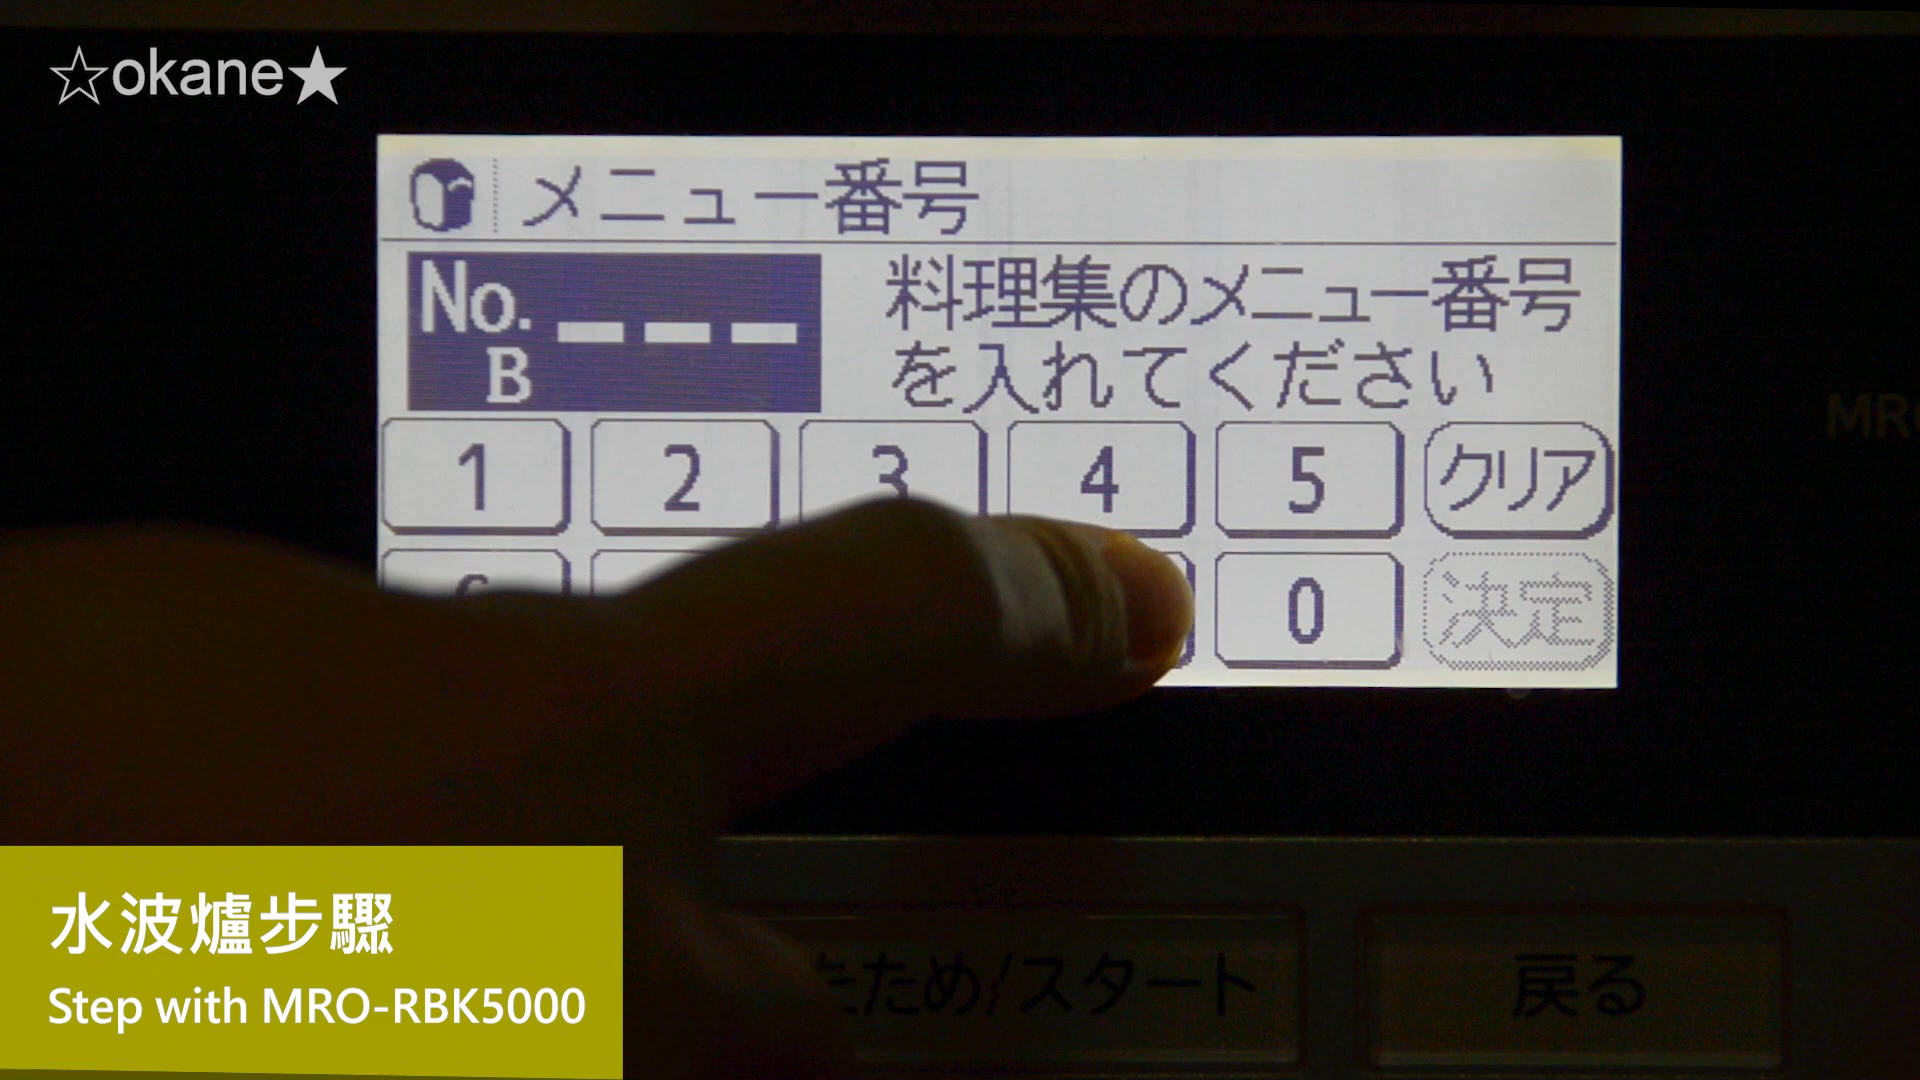 ☆okane★
メニュー番号
No. B _ _ _
料理集のメニュー番号
を入れてください
1 2 3 4 5 クリア
0 決定
MRO
たため/スタート 戻る
水波爐步驟
Step with MRO-RBK5000